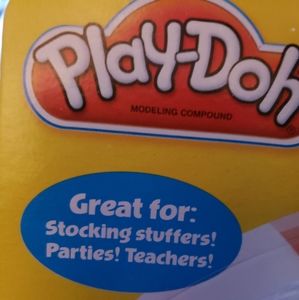 PLAY-DOH
MODELING COMPOUND
Great for:
Stocking stuffers!
Parties! Teachers!